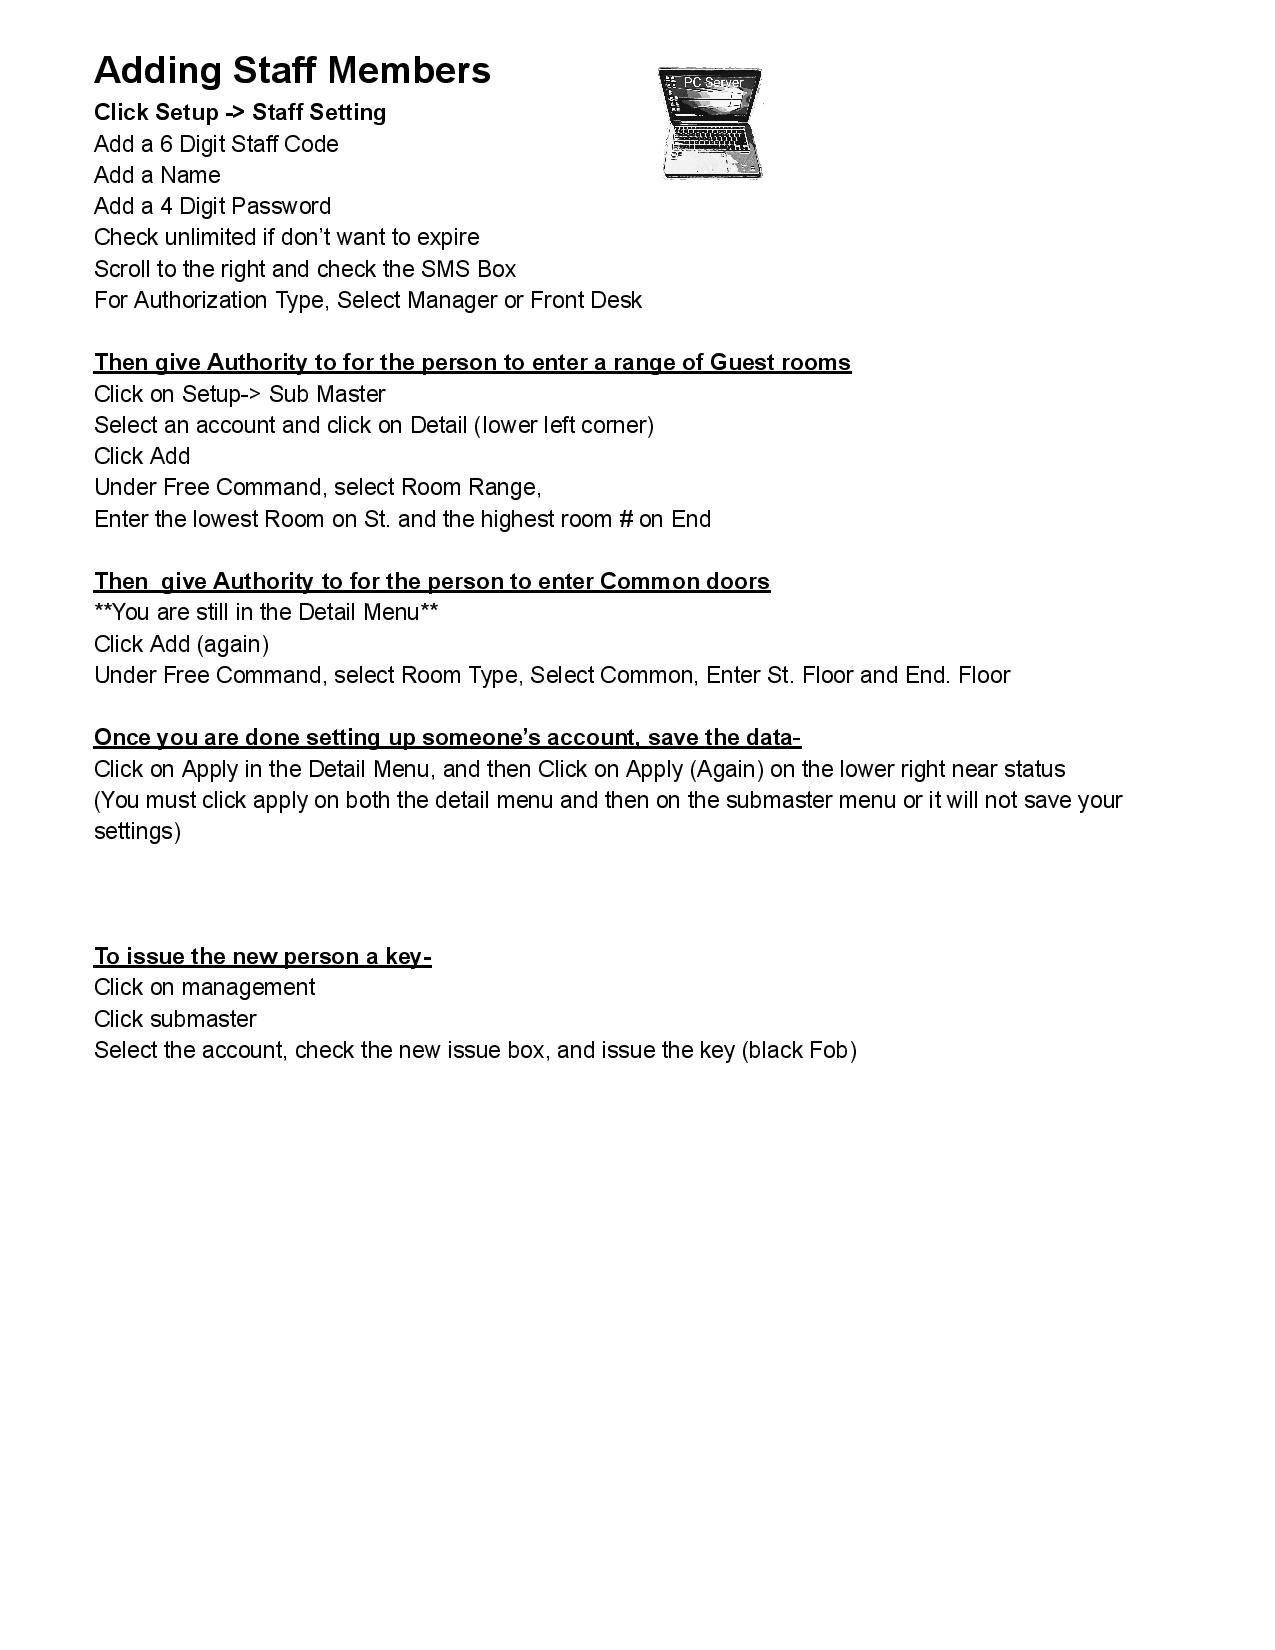 Adding Staff Members
PC Server
Click Setup -> Staff Setting
Add a 6 Digit Staff Code
Add a Name
Add a 4 Digit Password
Check unlimited if don’t want to expire
Scroll to the right and check the SMS Box
For Authorization Type, Select Manager or Front Desk
Then give Authority to for the person to enter a range of Guest rooms
Click on Setup-> Sub Master
Select an account and click on Detail (lower left corner)
Click Add
Under Free Command, select Room Range,
Enter the lowest Room on St. and the highest room # on End
Then  give Authority to for the person to enter Common doors
**You are still in the Detail Menu**
Click Add (again)
Under Free Command, select Room Type, Select Common, Enter St. Floor and End. Floor
Once you are done setting up someone’s account, save the data-
Click on Apply in the Detail Menu, and then Click on Apply (Again) on the lower right near status
(You must click apply on both the detail menu and then on the submaster menu or it will not save your
settings)
To issue the new person a key-
Click on management
Click submaster
Select the account, check the new issue box, and issue the key (black Fob)